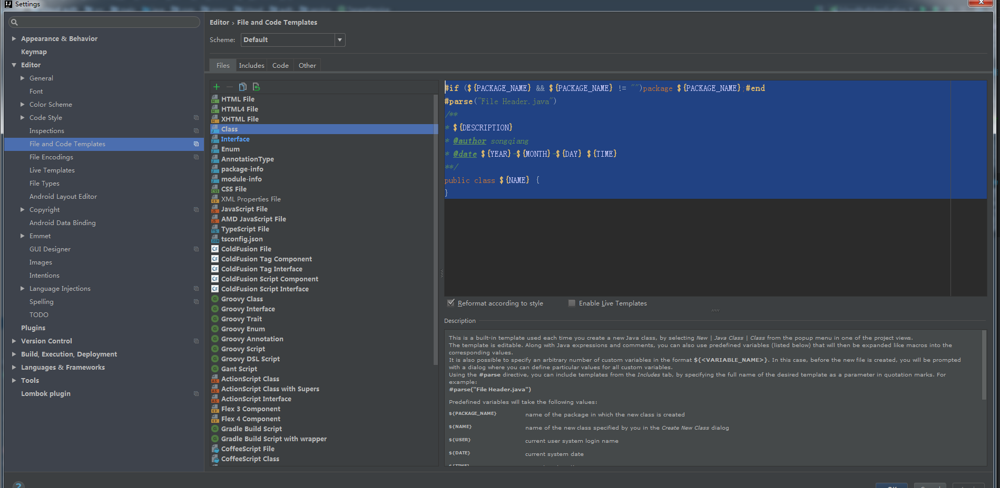 Settings
Appearance & Behavior
Keymap
Editor
General
Font
Color Scheme
Code Style
Inspections
File and Code Templates
File Encodings
Live Templates
File Types
Android Layout Editor
Copyright
Android Data Binding
Emmet
GUI Designer
Images
Intentions
Language Injections
Spelling
TODO
Plugins
Version Control
Build, Execution, Deployment
Languages & Frameworks
Tools
Lombok plugin
?
Editor › File and Code Templates
Scheme: Default
Files Includes Code Other
HTML File
HTML4 File
XHTML File
Class
Interface
Enum
AnnotationType
package-info
module-info
CSS File
XML Properties File
JavaScript File
AMD JavaScript File
TypeScript File
tsconfig.json
ColdFusion File
ColdFusion Tag Component
ColdFusion Tag Interface
ColdFusion Script Component
ColdFusion Script Interface
Groovy Class
Groovy Interface
Groovy Trait
Groovy Enum
Groovy Annotation
Groovy Script
Groovy DSL Script
Gant Script
ActionScript Class
ActionScript Class with Supers
ActionScript Interface
Flex 3 Component
Flex 4 Component
Gradle Build Script
Gradle Build Script with wrapper
CoffeeScript File
CoffeeScript Class
#if (${PACKAGE_NAME} && ${PACKAGE_NAME} != "")package ${PACKAGE_NAME};#end
#parse("File Header.java")
/**
* ${DESCRIPTION}
* @author songqiang
* @date ${YEAR}-${MONTH}-${DAY} ${TIME}
**/
public class ${NAME} {
}
Reformat according to style Enable Live Templates
Description
This is a built-in template used each time you create a new Java class, by selecting New | Java Class | Class from the popup menu in one of the project views.
The template is editable. Along with Java expressions and comments, you can also use predefined variables (listed below) that will then be expanded like macros into the
corresponding values.
It is also possible to specify an arbitrary number of custom variables in the format ${<VARIABLE_NAME>}. In this case, before the new file is created, you will be prompted
with a dialog where you can define particular values for all custom variables.
Using the #parse directive, you can include templates from the Includes tab, by specifying the full name of the desired template as a parameter in quotation marks. For
example:
#parse("File Header.java")
Predefined variables will take the following values:
${PACKAGE_NAME} name of the package in which the new class is created
${NAME} name of the new class specified by you in the Create New Class dialog
${USER} current user system login name
${DATE} current system date
${TIME}
OK